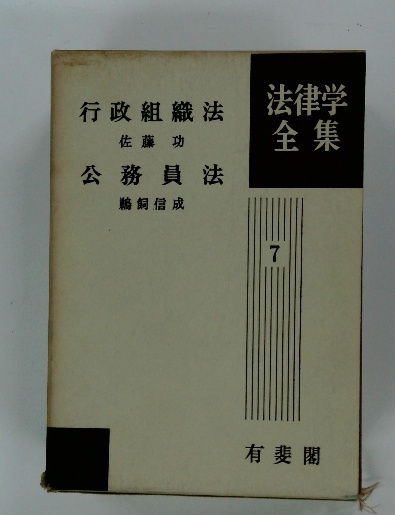 行政組織法
佐藤 功
公務員法
鵜飼信成
法律学
全集
7
有斐閣